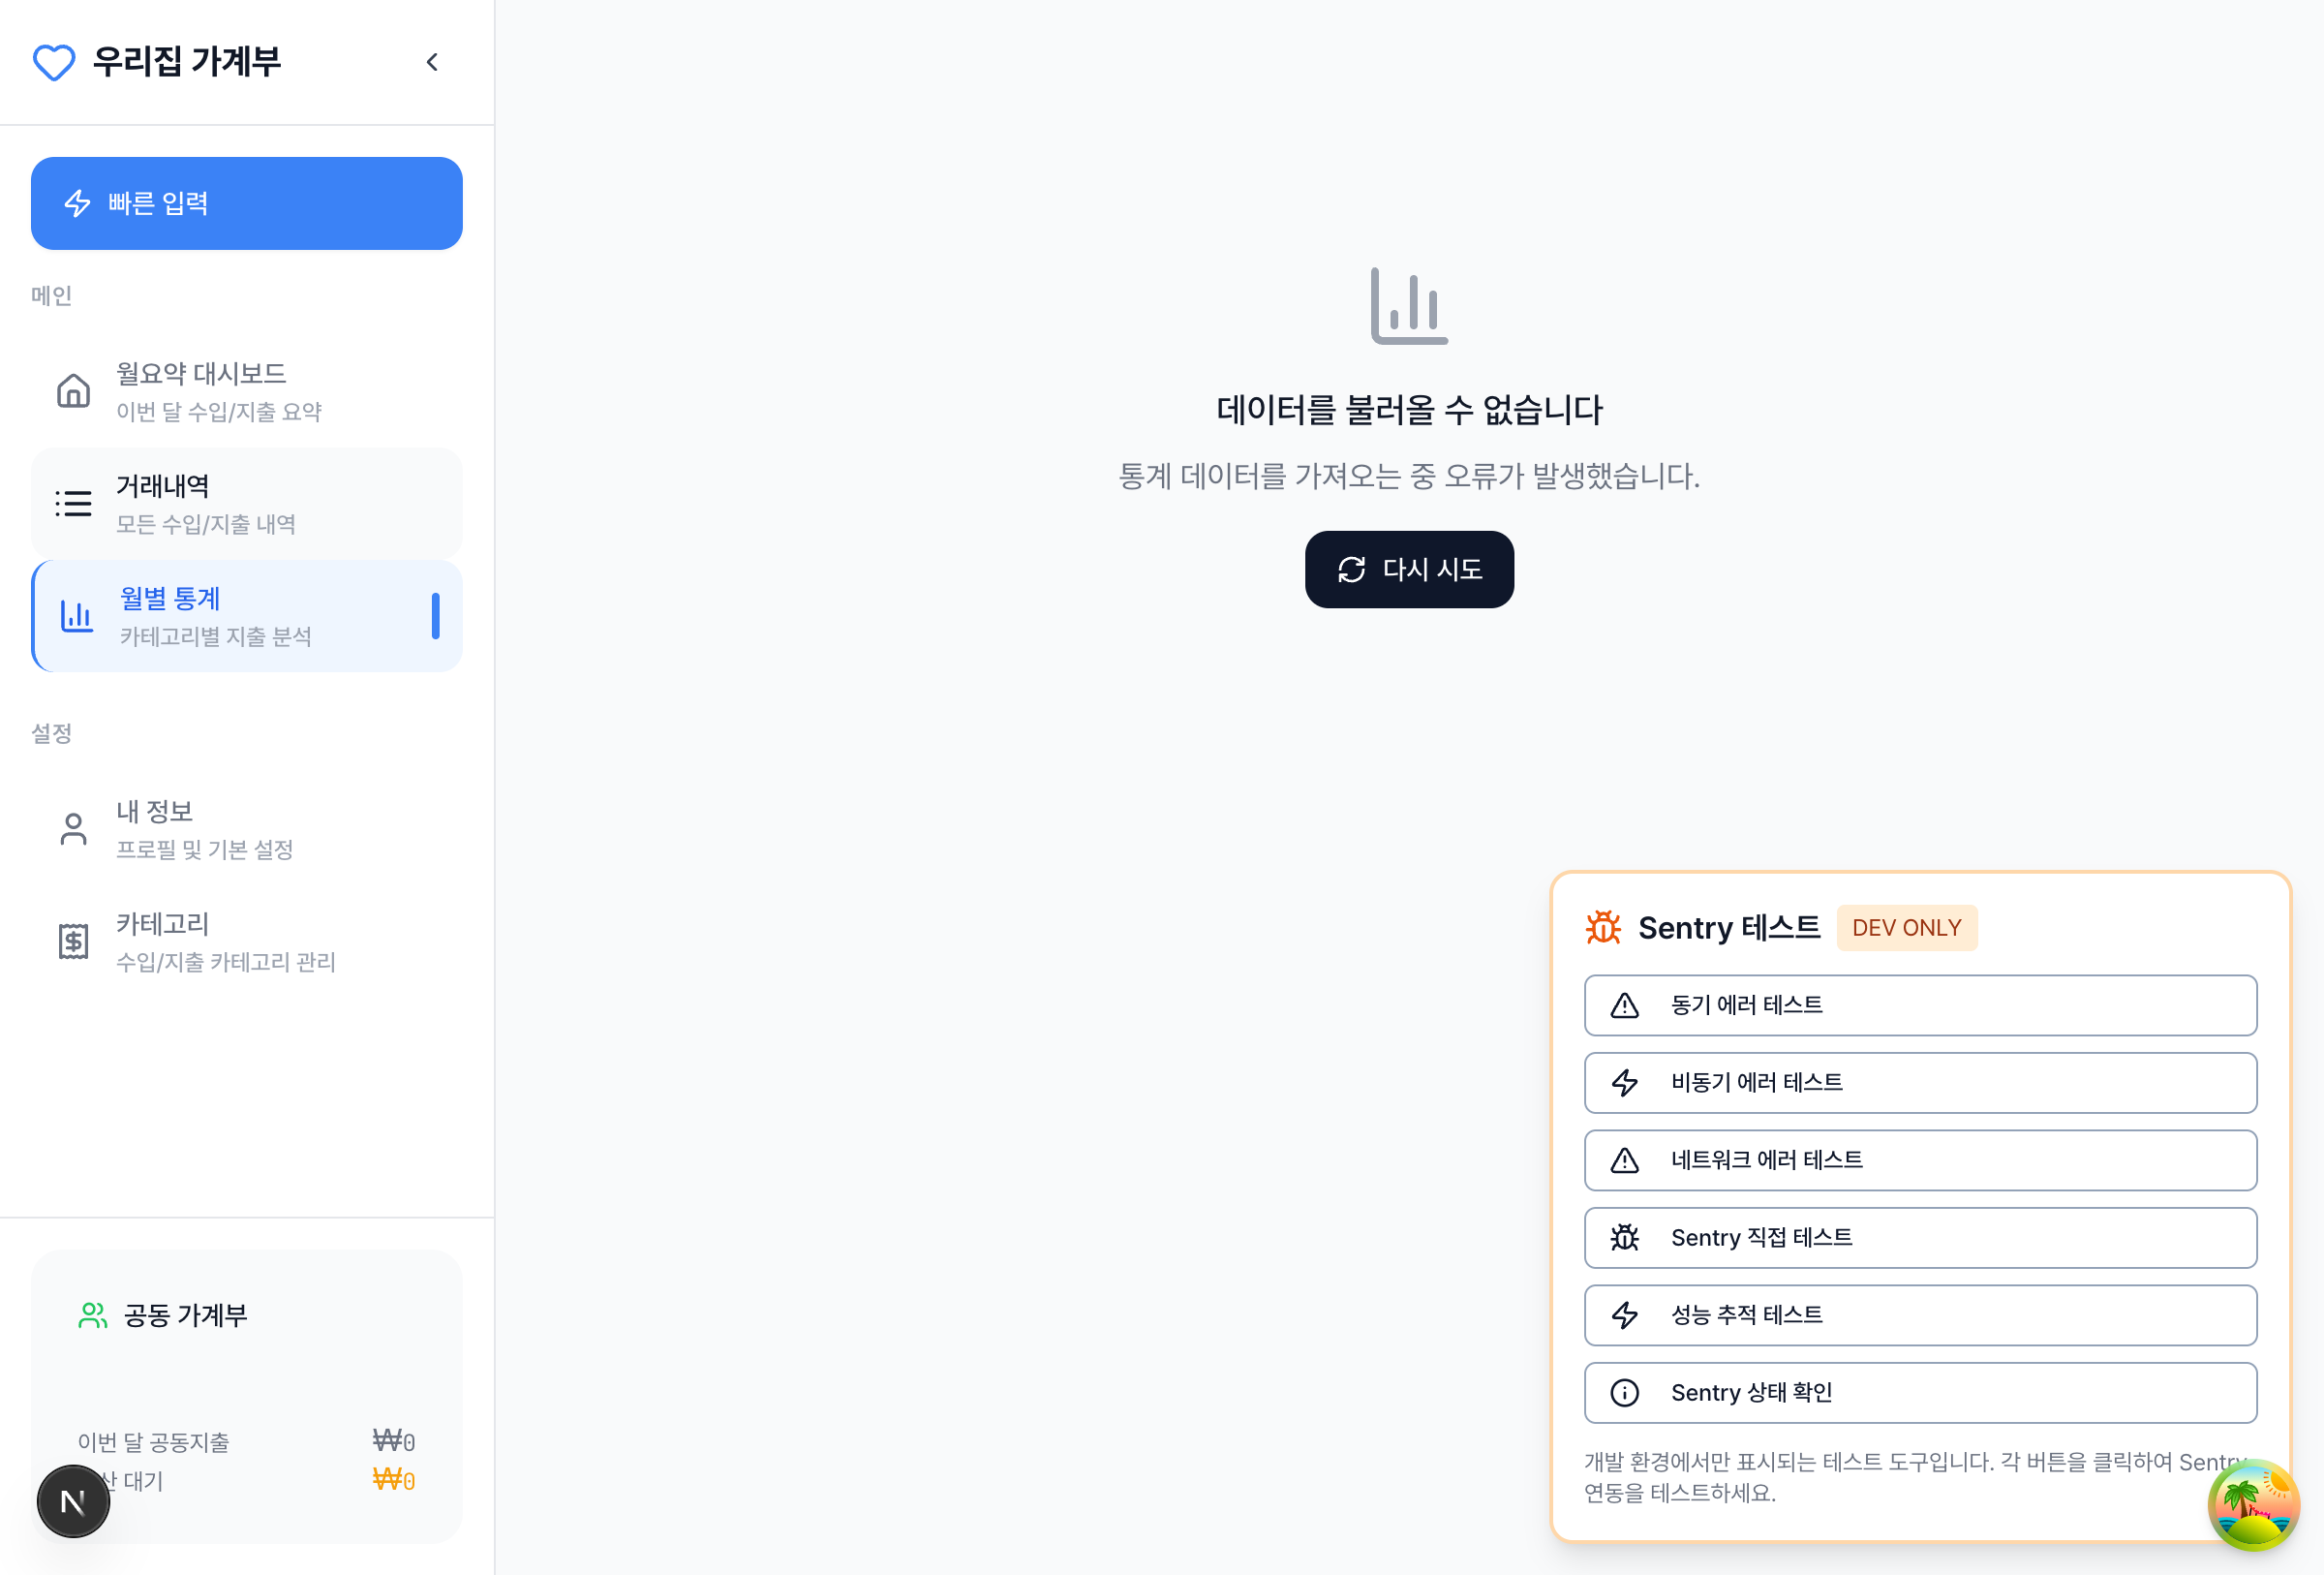 우리집 가계부
빠른 입력
메인
월요약 대시보드
이번 달 수입/지출 요약
거래내역
모든 수입/지출 내역
월별 통계
카테고리별 지출 분석
설정
내 정보
프로필 및 기본 설정
카테고리
수입/지출 카테고리 관리
공동 가계부
이번 달 공동지출 ₩0
대기 ₩0
N
데이터를 불러올 수 없습니다
통계 데이터를 가져오는 중 오류가 발생했습니다.
다시 시도
Sentry 테스트 DEV ONLY
동기 에러 테스트
비동기 에러 테스트
네트워크 에러 테스트
Sentry 직접 테스트
성능 추적 테스트
Sentry 상태 확인
개발 환경에서만 표시되는 테스트 도구입니다. 각 버튼을 클릭하여 Sentry
연동을 테스트하세요.